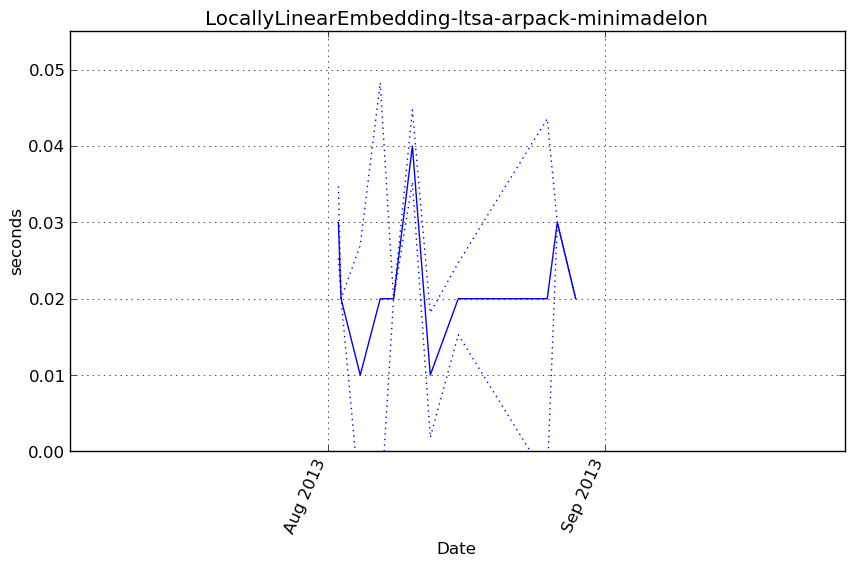 LocallyLinearEmbedding-ltsa-arpack-minimadelon
0.05
0.04
0.03
0.02
0.01
0.00
seconds
Aug 2013
Sep 2013
Date